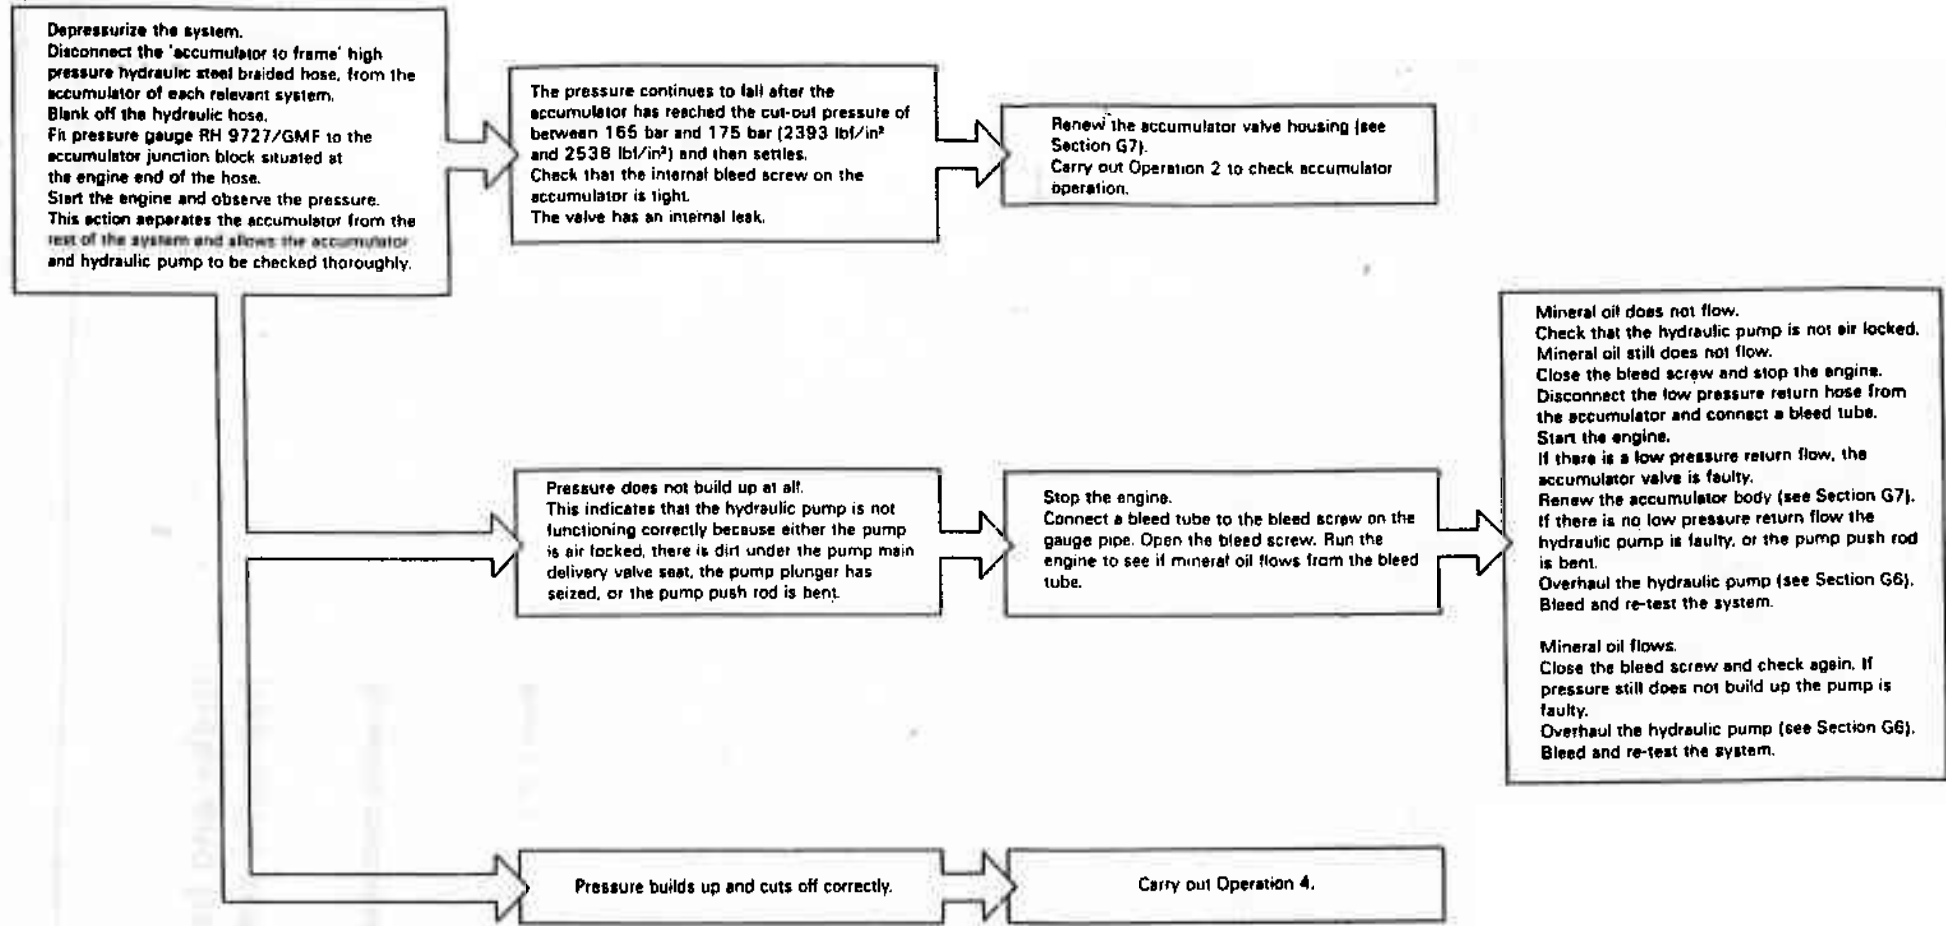 Depressurize the system.
Disconnect the 'accumulator to frame' high
pressure hydraulic steel braided hose, from the
accumulator of each relevant system.
Blank off the hydraulic hose.
Fit pressure gauge RH 9727/GMF to the
accumulator junction block situated at
the engine end of the hose.
Start the engine and observe the pressure.
This action separates the accumulator from the
rest of the system and allows the accumulator
and hydraulic pump to be checked thoroughly.
The pressure continues to fall after the
accumulator has reached the cut-out pressure of
between 165 bar and 175 bar (2393 lbf/in²
and 2538 lbf/in²) and then settles.
Check that the internal bleed screw on the
accumulator is tight.
The valve has an internal leak.
Renew the accumulator valve housing (see
Section G7).
Carry out Operation 2 to check accumulator
operation.
Pressure does not build up at all.
This indicates that the hydraulic pump is not
functioning correctly because either the pump
is air locked, there is dirt under the pump main
delivery valve seat, the pump plunger has
seized, or the pump push rod is bent.
Stop the engine.
Connect a bleed tube to the bleed screw on the
gauge pipe. Open the bleed screw. Run the
engine to see if mineral oil flows from the bleed
tube.
Mineral oil does not flow.
Check that the hydraulic pump is not air locked.
Mineral oil still does not flow.
Close the bleed screw and stop the engine.
Disconnect the low pressure return hose from
the accumulator and connect a bleed tube.
Start the engine.
If there is a low pressure return flow, the
accumulator valve is faulty.
Renew the accumulator body (see Section G7).
If there is no low pressure return flow the
hydraulic pump is faulty, or the pump push rod
is bent.
Overhaul the hydraulic pump (see Section G6).
Bleed and re-test the system.
Mineral oil flows.
Close the bleed screw and check again. If
pressure still does not build up the pump is
faulty.
Overhaul the hydraulic pump (see Section G6).
Bleed and re-test the system.
Pressure builds up and cuts off correctly.
Carry out Operation 4.